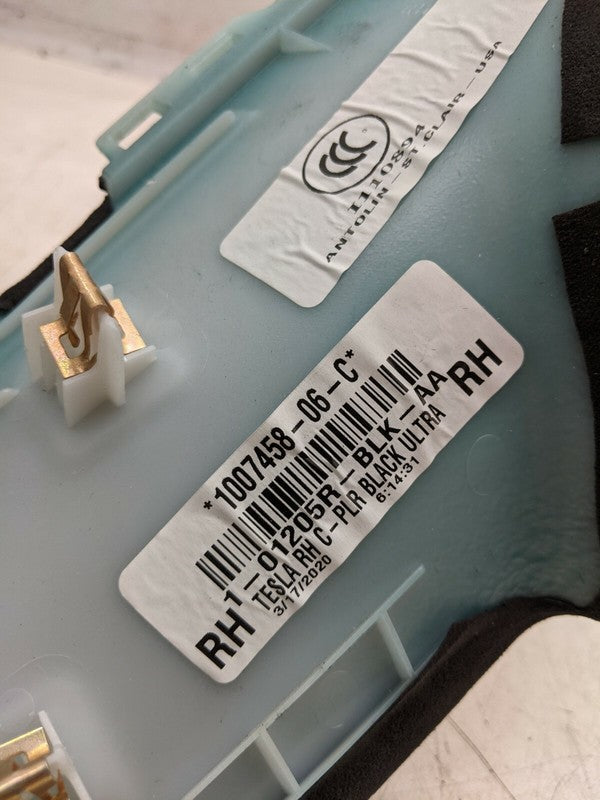 CCC
I110894
ANTOLIN - ST.CLAIR - USA
*1007458-06-C*
RH 1-01205R-BLK-AA RH
TESLA RH C-PLR BLACK ULTRA
3/17/2020 6:14:31